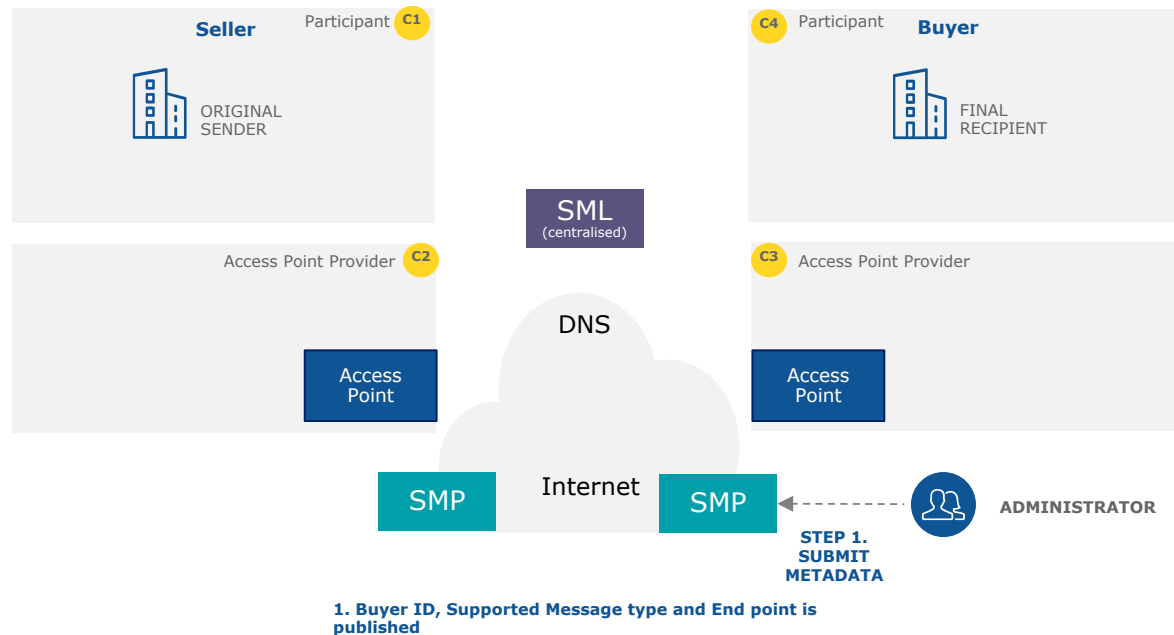 Seller
Participant
C1
ORIGINAL
SENDER
C4
Participant
Buyer
FINAL
RECIPIENT
SML
(centralised)
Access Point Provider
C2
C3
Access Point Provider
DNS
Access
Point
Access
Point
Internet
SMP
SMP
ADMINISTRATOR
STEP 1.
SUBMIT
METADATA
1. Buyer ID, Supported Message type and End point is
published